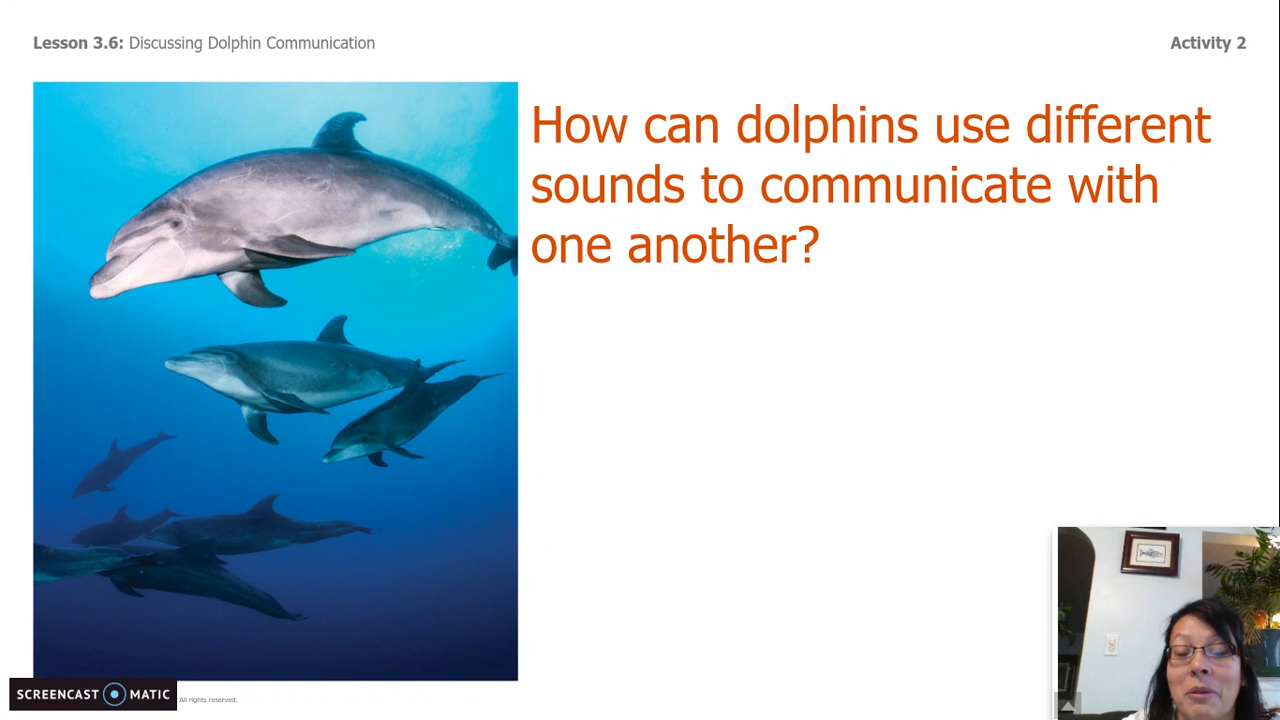 Lesson 3.6: Discussing Dolphin Communication
Activity 2
How can dolphins use different
sounds to communicate with
one another?
SCREENCAST MATIC
All rights reserved.